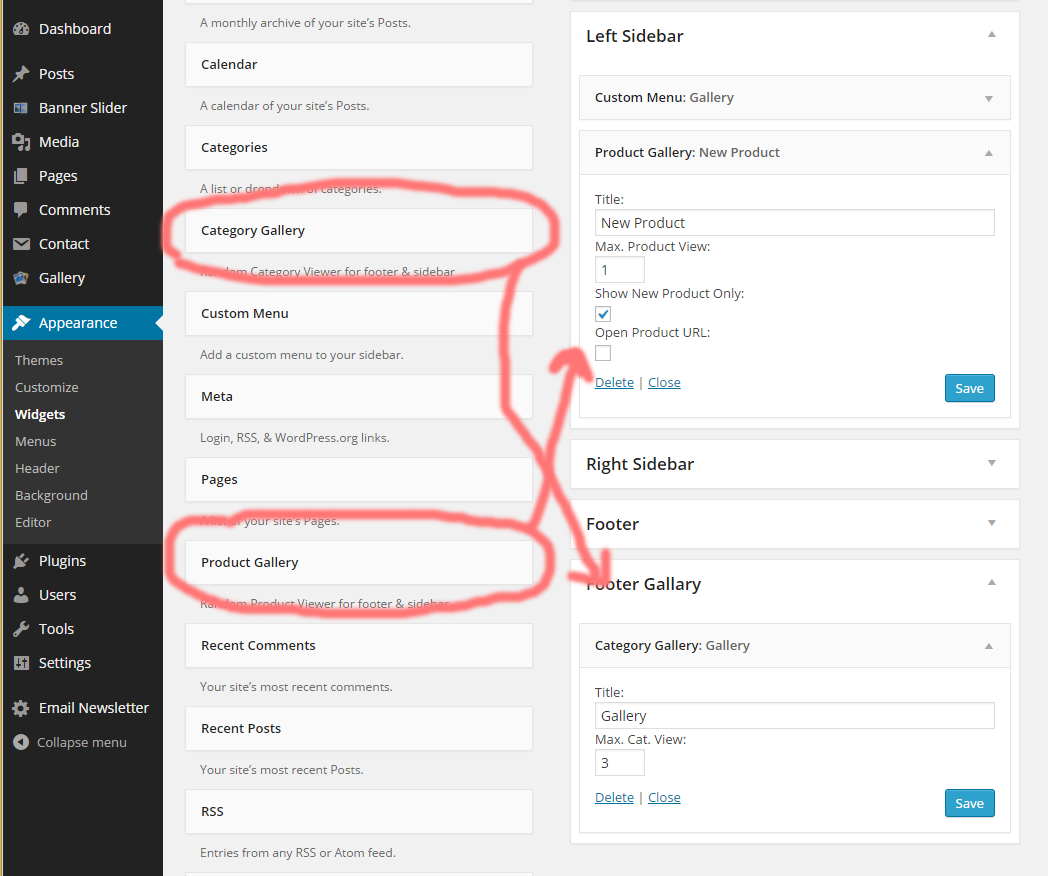 Dashboard
Posts
Banner Slider
Media
Pages
Comments
Contact
Gallery
Appearance
Themes
Customize
Widgets
Menus
Header
Background
Editor
Plugins
Users
Tools
Settings
Email Newsletter
Collapse menu
A monthly archive of your site’s Posts.
Calendar
A calendar of your site’s Posts.
Categories
A list or dropdown of categories.
Category Gallery
Random Category Viewer for footer & sidebar
Custom Menu
Add a custom menu to your sidebar.
Meta
Login, RSS, & WordPress.org links.
Pages
A list of your site’s Pages.
Product Gallery
Random Product Viewer for footer & sidebar
Recent Comments
Your site’s most recent comments.
Recent Posts
Your site’s most recent Posts.
RSS
Entries from any RSS or Atom feed.
Left Sidebar
Custom Menu: Gallery
Product Gallery: New Product
Title:
New Product
Max. Product View:
1
Show New Product Only:
Open Product URL:
Delete | Close
Save
Right Sidebar
Footer
Footer Gallary
Category Gallery: Gallery
Title:
Gallery
Max. Cat. View:
3
Delete | Close
Save